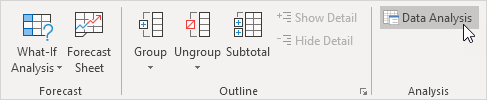 What-If
Analysis
Forecast
Sheet
Forecast
Group
Ungroup
Subtotal
Show Detail
Hide Detail
Outline
Data Analysis
Analysis